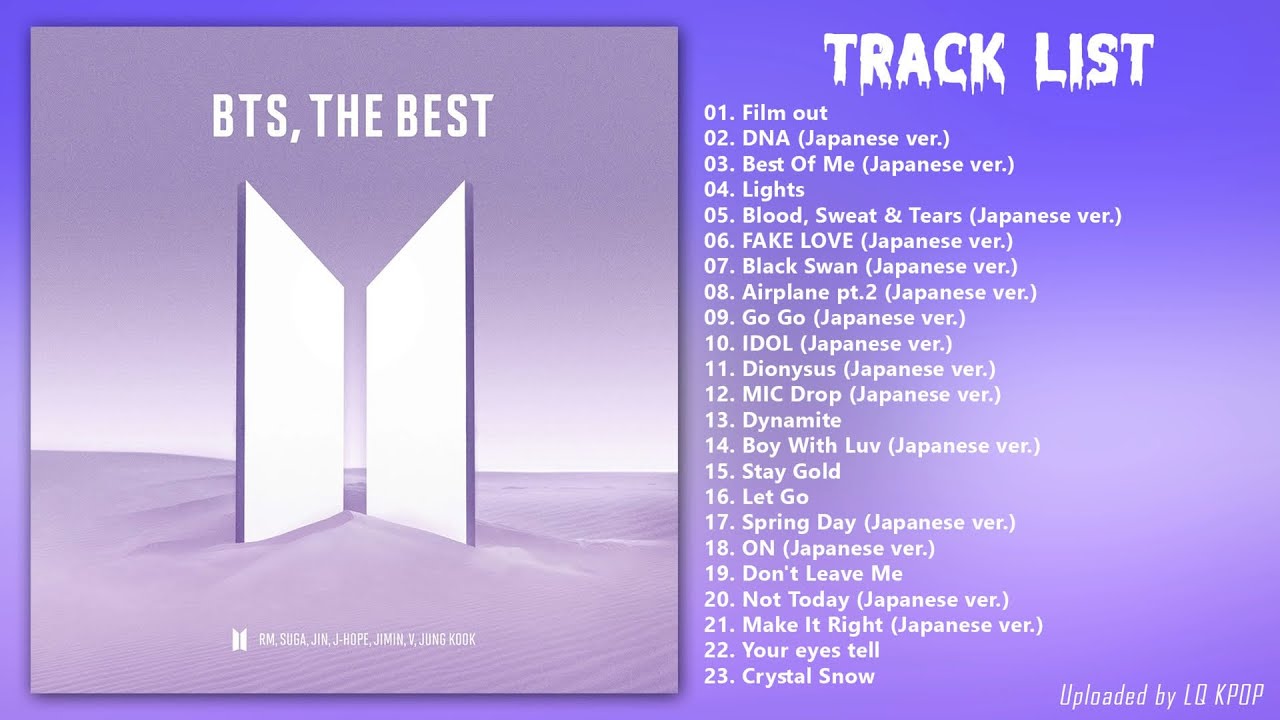 BTS, THE BEST
RM, SUGA, JIN, J-HOPE, JIMIN, V, JUNG KOOK
TRACK LIST
01. Film out
02. DNA (Japanese ver.)
03. Best Of Me (Japanese ver.)
04. Lights
05. Blood, Sweat & Tears (Japanese ver.)
06. FAKE LOVE (Japanese ver.)
07. Black Swan (Japanese ver.)
08. Airplane pt.2 (Japanese ver.)
09. Go Go (Japanese ver.)
10. IDOL (Japanese ver.)
11. Dionysus (Japanese ver.)
12. MIC Drop (Japanese ver.)
13. Dynamite
14. Boy With Luv (Japanese ver.)
15. Stay Gold
16. Let Go
17. Spring Day (Japanese ver.)
18. ON (Japanese ver.)
19. Don't Leave Me
20. Not Today (Japanese ver.)
21. Make It Right (Japanese ver.)
22. Your eyes tell
23. Crystal Snow
Uploaded by LQ KPOP